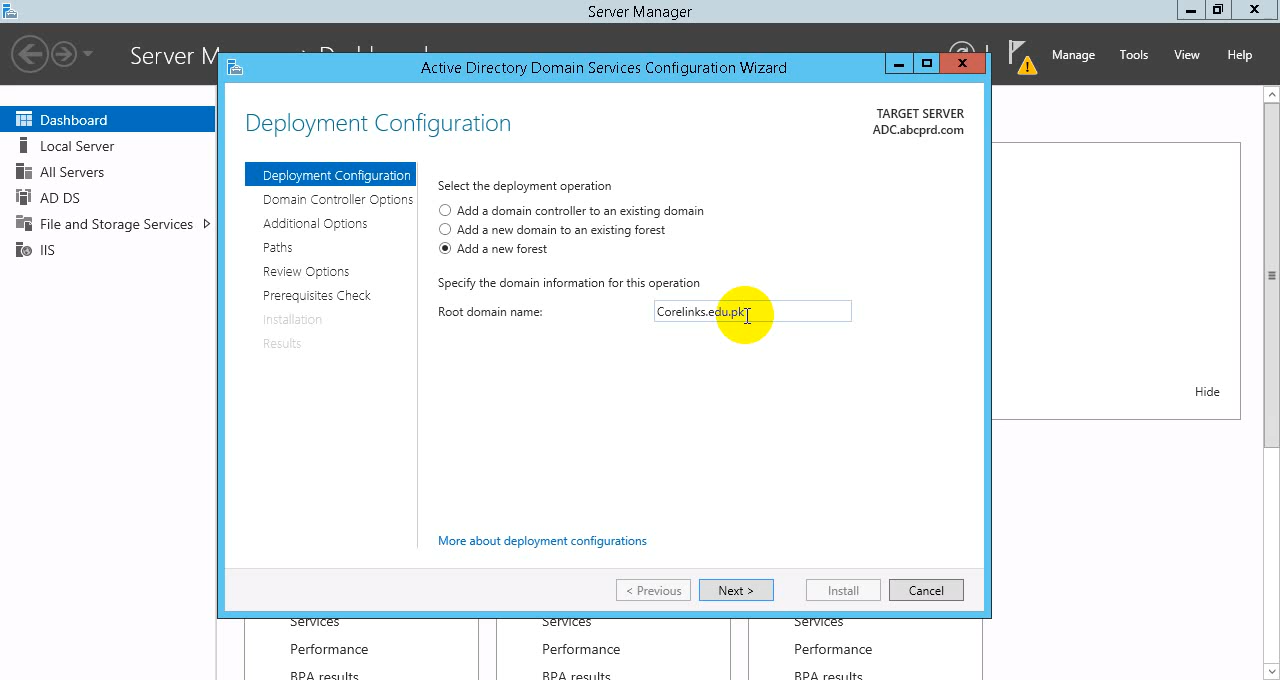 Server Manager
Manage
Tools
View
Help
Active Directory Domain Services Configuration Wizard
Dashboard
Local Server
All Servers
AD DS
File and Storage Services
IIS
Deployment Configuration
TARGET SERVER
ADC.abcprd.com
Deployment Configuration
Domain Controller Options
Additional Options
Paths
Review Options
Prerequisites Check
Installation
Results
Select the deployment operation
Add a domain controller to an existing domain
Add a new domain to an existing forest
Add a new forest
Specify the domain information for this operation
Root domain name: Corelinks.edu.pk
More about deployment configurations
Hide
< Previous
Next >
Install
Cancel
Services
Services
Services
Performance
Performance
Performance
BPA results
BPA results
BPA results